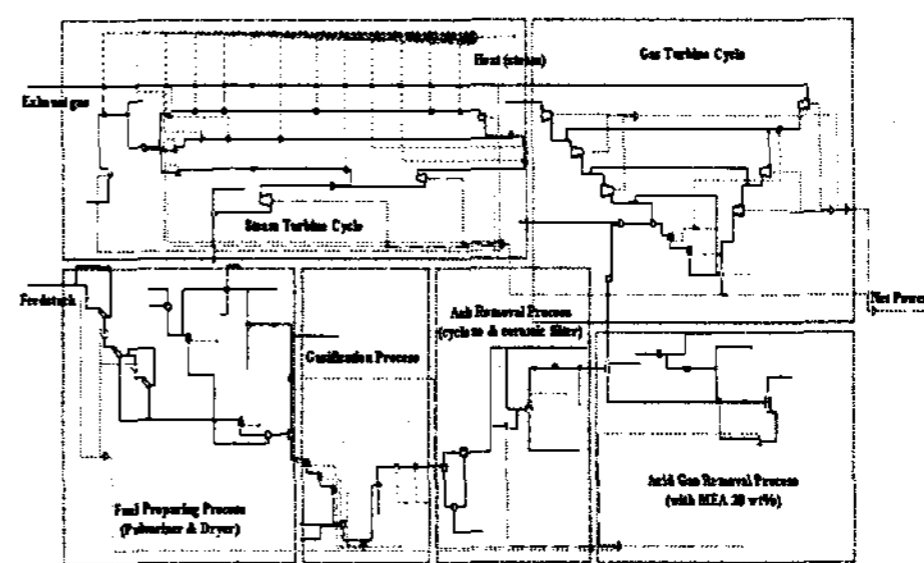 Heat (steam)
Gas Turbine Cycle
Exhaust gas
Steam Turbine Cycle
Feedstock
Net Power
Ash Removal Process
(cyclone & ceramic filter)
Gasification Process
Acid Gas Removal Process
(with MEA 20 wt%)
Fuel Preparing Process
(Pulverizer & Dryer)